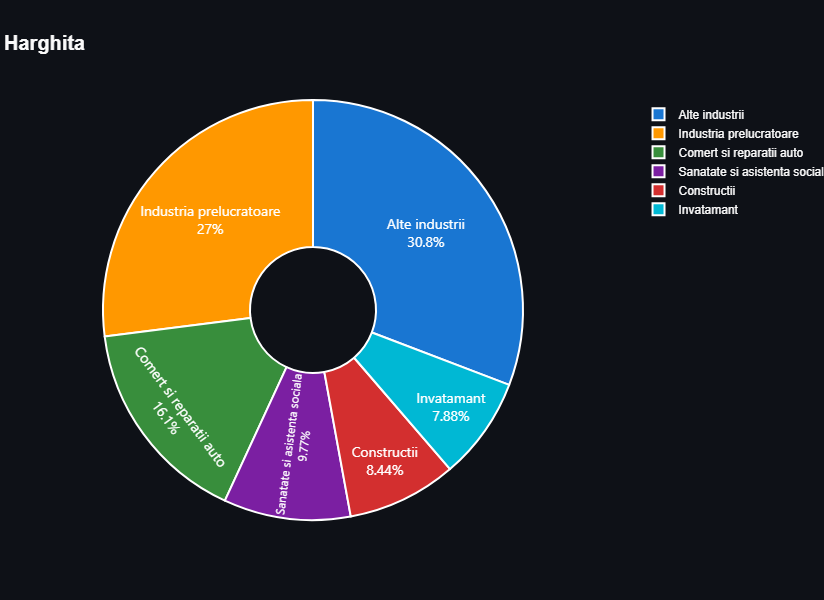 Harghita
Alte industrii
Industria prelucratoare
Comert si reparatii auto
Sanatate si asistenta social
Constructii
Invatamant
Industria prelucratoare
27%
Alte industrii
30.8%
Comert si reparatii auto
16.1%
Sanatate si asistenta sociala
9.77%
Constructii
8.44%
Invatamant
7.88%